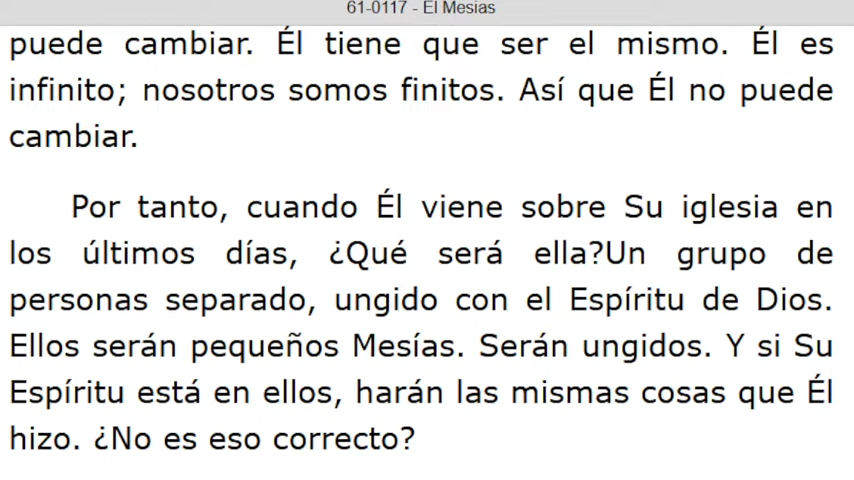 61-0117 - El Mesias
puede cambiar. Él tiene que ser el mismo. Él es
infinito; nosotros somos finitos. Así que Él no puede
cambiar.
Por tanto, cuando Él viene sobre Su iglesia en
los últimos días, ¿Qué será ella?Un grupo de
personas separado, ungido con el Espíritu de Dios.
Ellos serán pequeños Mesías. Serán ungidos. Y si Su
Espíritu está en ellos, harán las mismas cosas que Él
hizo. ¿No es eso correcto?